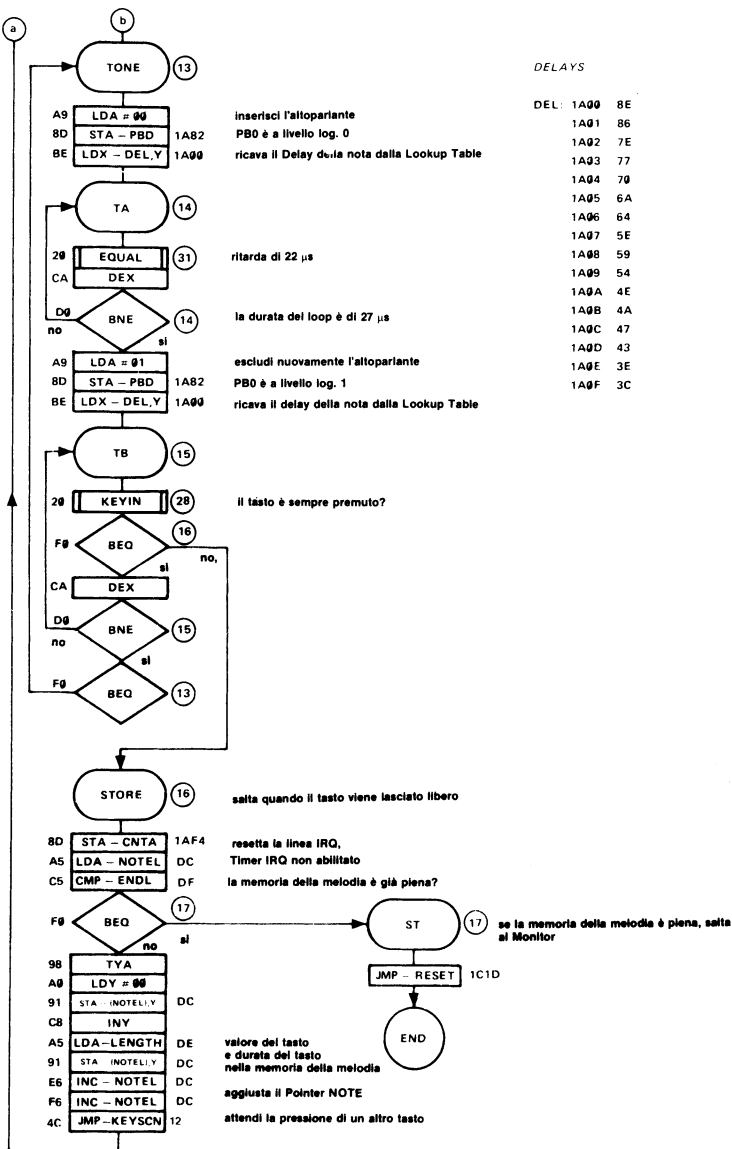 a
b
TONE 13
A9 LDA # 00 inserisci l'altoparlante
8D STA – PBD 1A82 PB0 è a livello log. 0
BE LDX – DEL,Y 1A00 ricava il Delay della nota dalla Lookup Table
TA 14
20 EQUAL 31 ritarda di 22 µs
CA DEX
D0 BNE 14 la durata del loop è di 27 µs
no
si
A9 LDA # 01 escludi nuovamente l'altoparlante
8D STA – PBD 1A82 PB0 è a livello log. 1
BE LDX – DEL,Y 1A00 ricava il delay della nota dalla Lookup Table
TB 15
20 KEYIN 28 il tasto è sempre premuto?
16
F0 BEQ no,
si
CA DEX
D0 BNE 15
no
si
F0 BEQ 13
STORE 16 salta quando il tasto viene lasciato libero
8D STA – CNTA 1AF4 resetta la linea IRQ,
A5 LDA – NOTEL DC Timer IRQ non abilitato
C5 CMP – ENDL DF la memoria della melodia è già piena?
17
F0 BEQ
no si
ST 17 se la memoria della melodia è piena, salta
al Monitor
JMP – RESET 1C1D
END
98 TYA
A0 LDY # 00
91 STA – (NOTEL),Y DC
C8 INY
A5 LDA–LENGTH DE valore del tasto
e durata del tasto
91 STA (NOTEL),Y DC
nella memoria della melodia
E6 INC – NOTEL DC
aggiusta il Pointer NOTE
F6 INC – NOTEL DC
4C JMP–KEYSCN 12 attendi la pressione di un altro tasto
DELAYS
DEL: 1A00 8E
1A01 86
1A02 7E
1A03 77
1A04 70
1A05 6A
1A06 64
1A07 5E
1A08 59
1A09 54
1A0A 4E
1A0B 4A
1A0C 47
1A0D 43
1A0E 3E
1A0F 3C